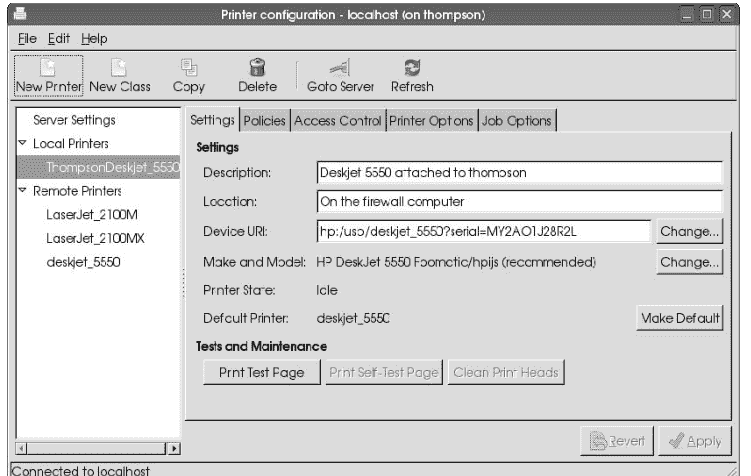 Printer configuration - localhost (on thompson)
File Edit Help
New Printer New Class Copy Delete Goto Server Refresh
Server Settings
Local Printers
ThompsonDeskjet_5550
Remote Printers
LaserJet_2100M
LaserJet_2100MX
deskjet_5550
Settings Policies Access Control Printer Options Job Options
Settings
Description: Deskjet 5550 attached to thompson
Location: On the firewall computer
Device URI: hp:/usb/deskjet_5550?serial=MY2AO1J28R2L Change...
Make and Model: HP DeskJet 5550 Foomatic/hpijs (recommended) Change...
Printer State: Idle
Default Printer: deskjet_5550 Make Default
Tests and Maintenance
Print Test Page Print Self-Test Page Clean Print Heads
Revert Apply
Connected to localhost